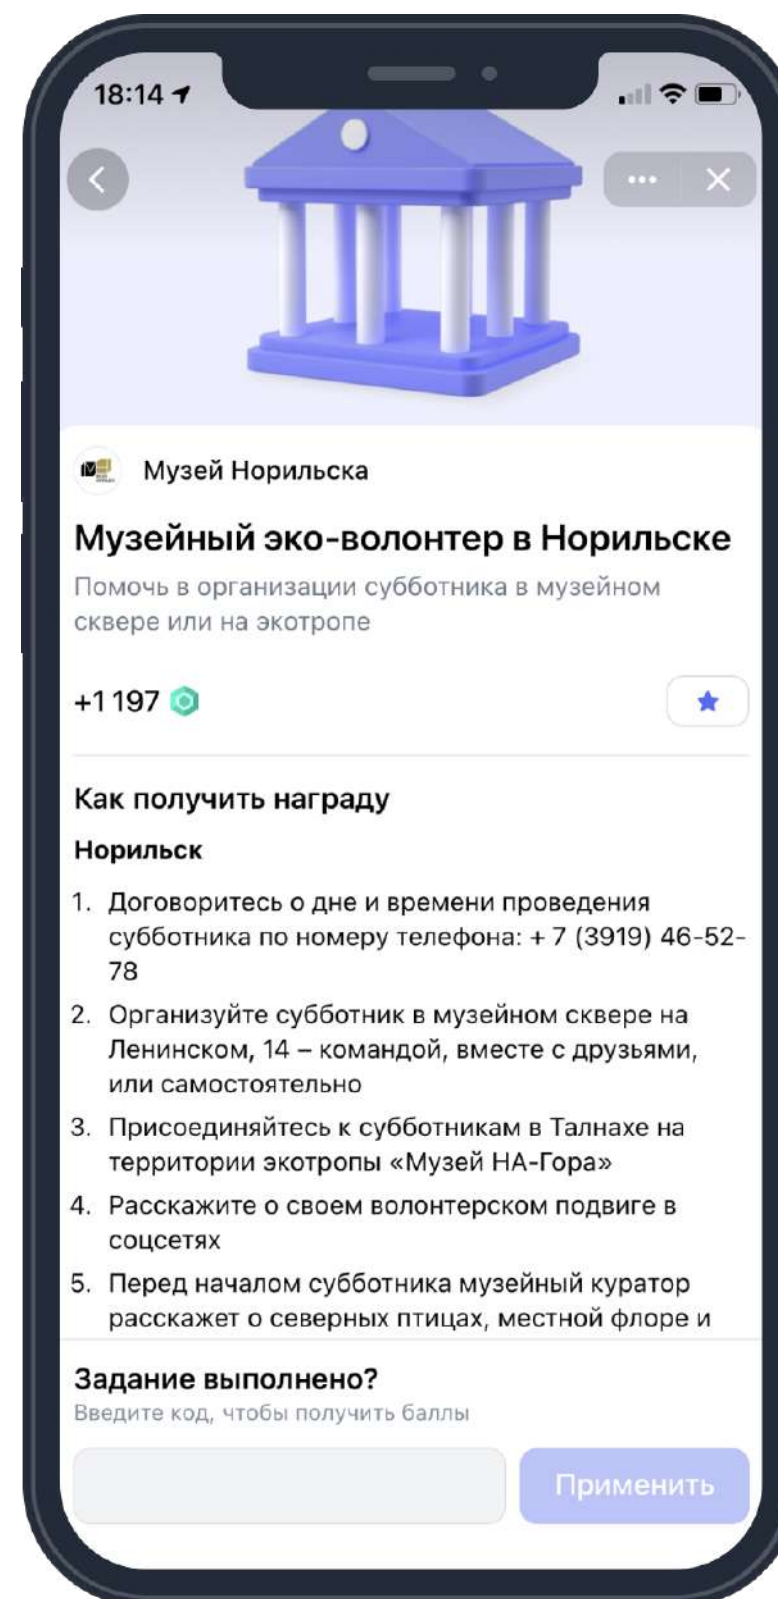 18:14
Музей Норильска
Музейный эко-волонтер в Норильске
Помочь в организации субботника в музейном
сквере или на экотропе
+1 197
Как получить награду
Норильск
1. Договоритесь о дне и времени проведения
субботника по номеру телефона: + 7 (3919) 46-52-
78
2. Организуйте субботник в музейном сквере на
Ленинском, 14 – командой, вместе с друзьями,
или самостоятельно
3. Присоединяйтесь к субботникам в Талнахе на
территории экотропы «Музей НА-Гора»
4. Расскажите о своем волонтерском подвиге в
соцсетях
5. Перед началом субботника музейный куратор
расскажет о северных птицах, местной флоре и
Задание выполнено?
Введите код, чтобы получить баллы
Применить